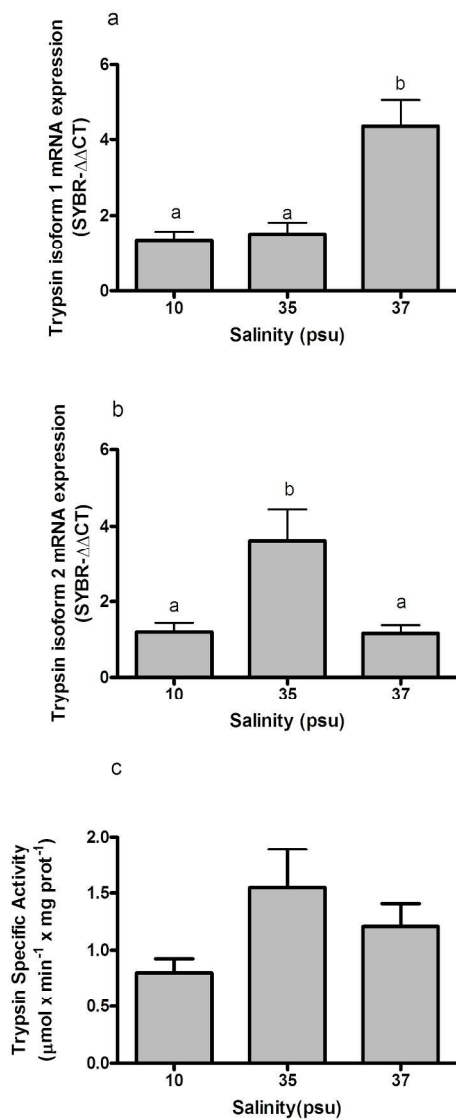 a
Trypsin isoform 1 mRNA expression
(SYBR-ΔΔCT)
6
4
2
0
a
a
b
10
35
37
Salinity (psu)
b
Trypsin isoform 2 mRNA expression
(SYBR-ΔΔCT)
6
4
2
0
a
b
a
10
35
37
Salinity (psu)
c
Trypsin Specific Activity
(μmol x min⁻¹ x mg prot⁻¹)
2.0
1.5
1.0
0.5
0.0
10
35
37
Salinity(psu)